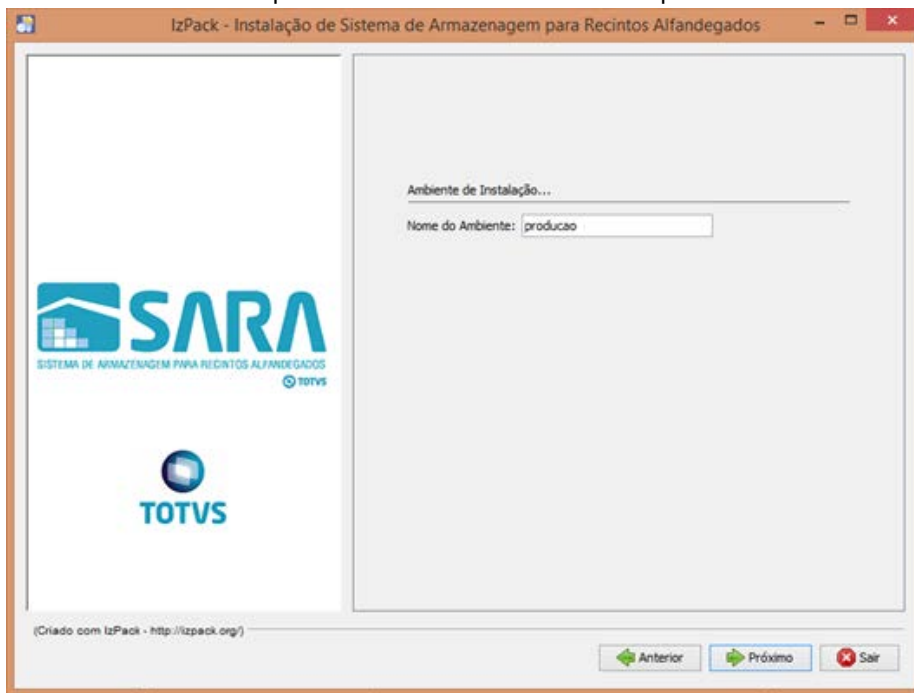 IzPack - Instalação de Sistema de Armazenagem para Recintos Alfandegados
Ambiente de Instalação...
Nome do Ambiente: producao
SARA
SISTEMA DE ARMAZENAGEM PARA RECINTOS ALFANDEGADOS
TOTVS
TOTVS
(Criado com IzPack - http://izpack.org/)
Anterior Próximo Sair